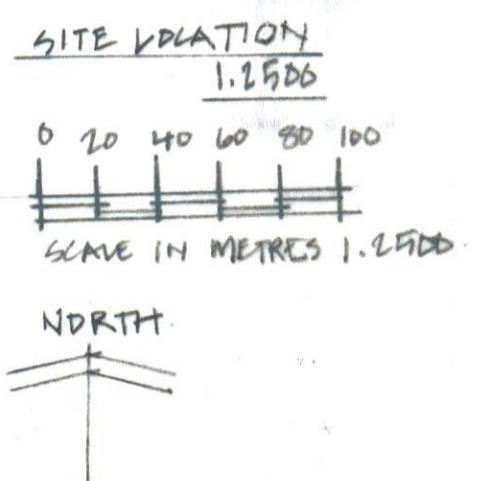 SITE LOCATION
1.2500
0 20 40 60 80 100
SCALE IN METRES 1.2500
NORTH